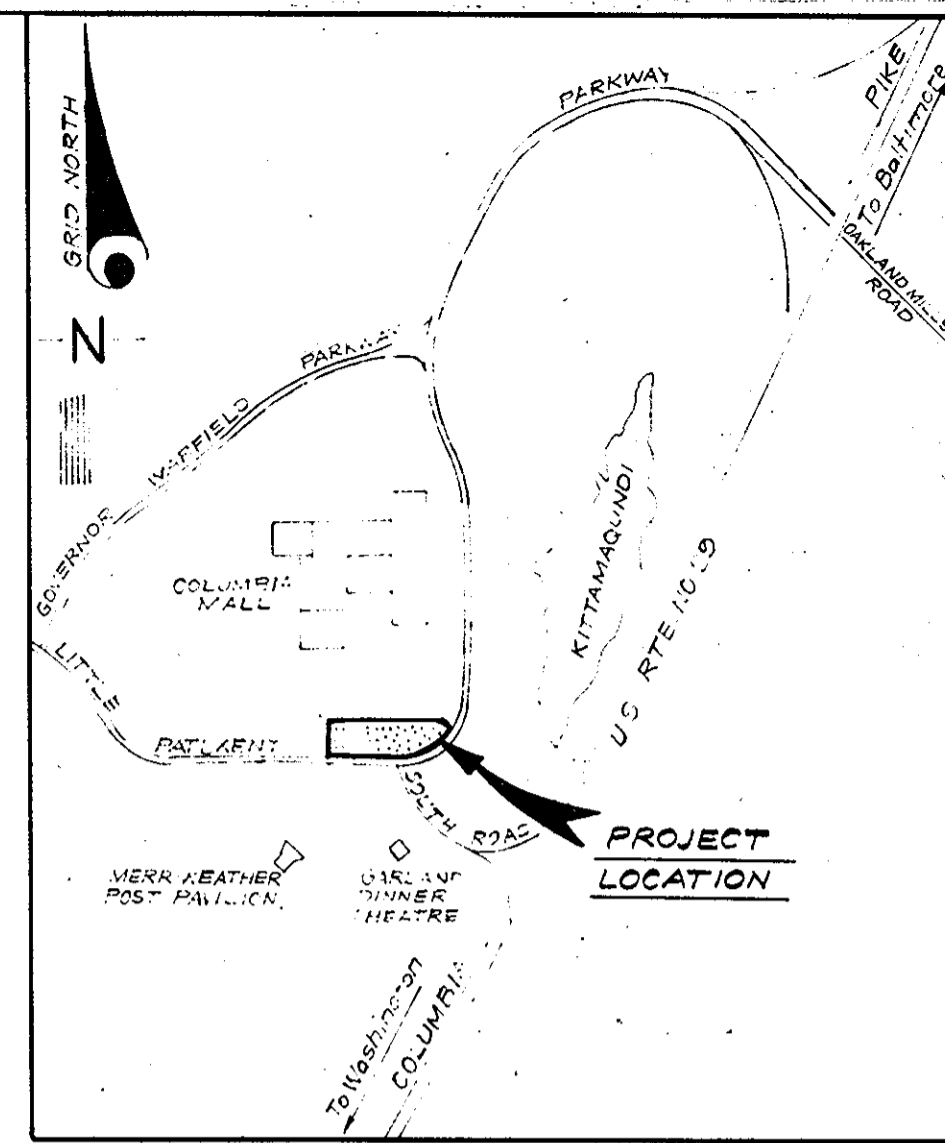 GRID NORTH
N
PARKWAY
PIKE
To Baltimore
OAKLAND MILLS
ROAD
PARKWAY
GOVERNOR WARFIELD
COLUMBIA
MALL
KITTAMAQUNDI
US RTE NO 29
LITTLE
PATUXENT
SOUTH ROAD
PROJECT
LOCATION
MERRIWEATHER
POST PAVILION
GARLAND
DINNER
THEATRE
To Washington
COLUMBIA